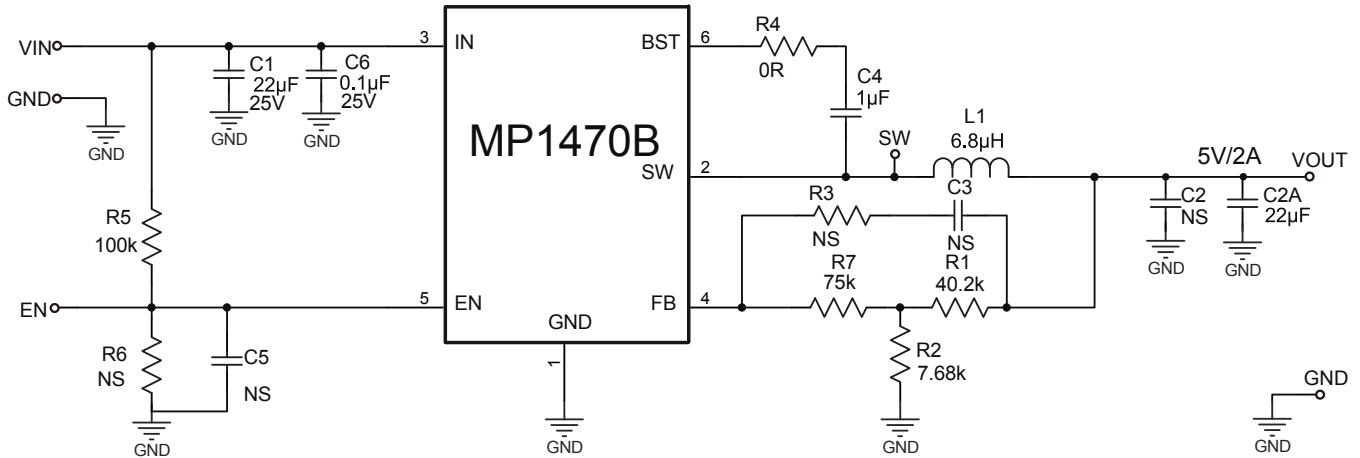 VIN
GND
GND
C1
22µF
25V
GND
C6
0.1µF
25V
GND
3
IN
BST
6
R4
0R
C4
1µF
MP1470B
SW
2
SW
L1
6.8µH
5V/2A
VOUT
C2
NS
GND
C2A
22µF
GND
R5
100k
R3
NS
C3
NS
R7
75k
R1
40.2k
EN
5
EN
FB
4
GND
1
GND
R6
NS
C5
NS
GND
R2
7.68k
GND
GND
GND